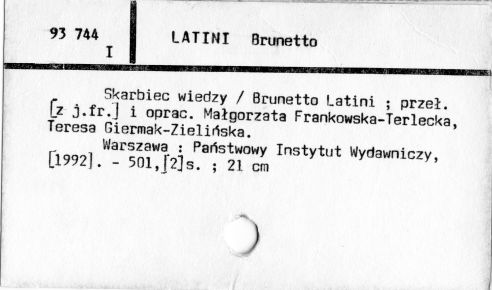 93 744 LATINI Brunetto
I
Skarbiec wiedzy / Brunetto Latini ; przeł.
[z j.fr.] i oprac. Małgorzata Frankowska-Terlecka,
Teresa Giermak-Zielińska.
Warszawa : Państwowy Instytut Wydawniczy,
[1992]. - 501,[2]s. ; 21 cm